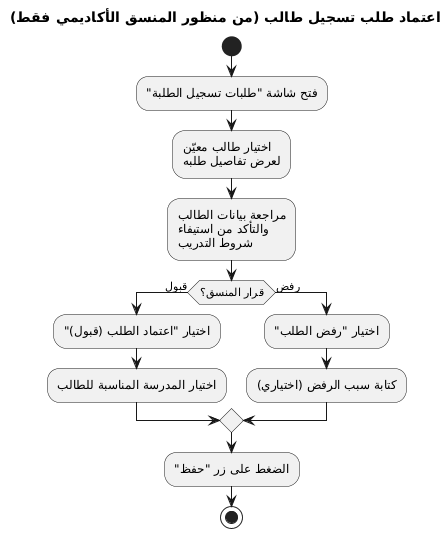 اعتماد طلب تسجيل طالب (من منظور المنسق الأكاديمي فقط)
فتح شاشة "طلبات تسجيل الطلبة"
اختيار طالب معيّن
لعرض تفاصيل طلبه
مراجعة بيانات الطالب
والتأكد من استيفاء
شروط التدريب
قرار المنسق؟
قبول
رفض
اختيار "اعتماد الطلب (قبول)"
اختيار "رفض الطلب"
اختيار المدرسة المناسبة للطالب
كتابة سبب الرفض (اختياري)
الضغط على زر "حفظ"